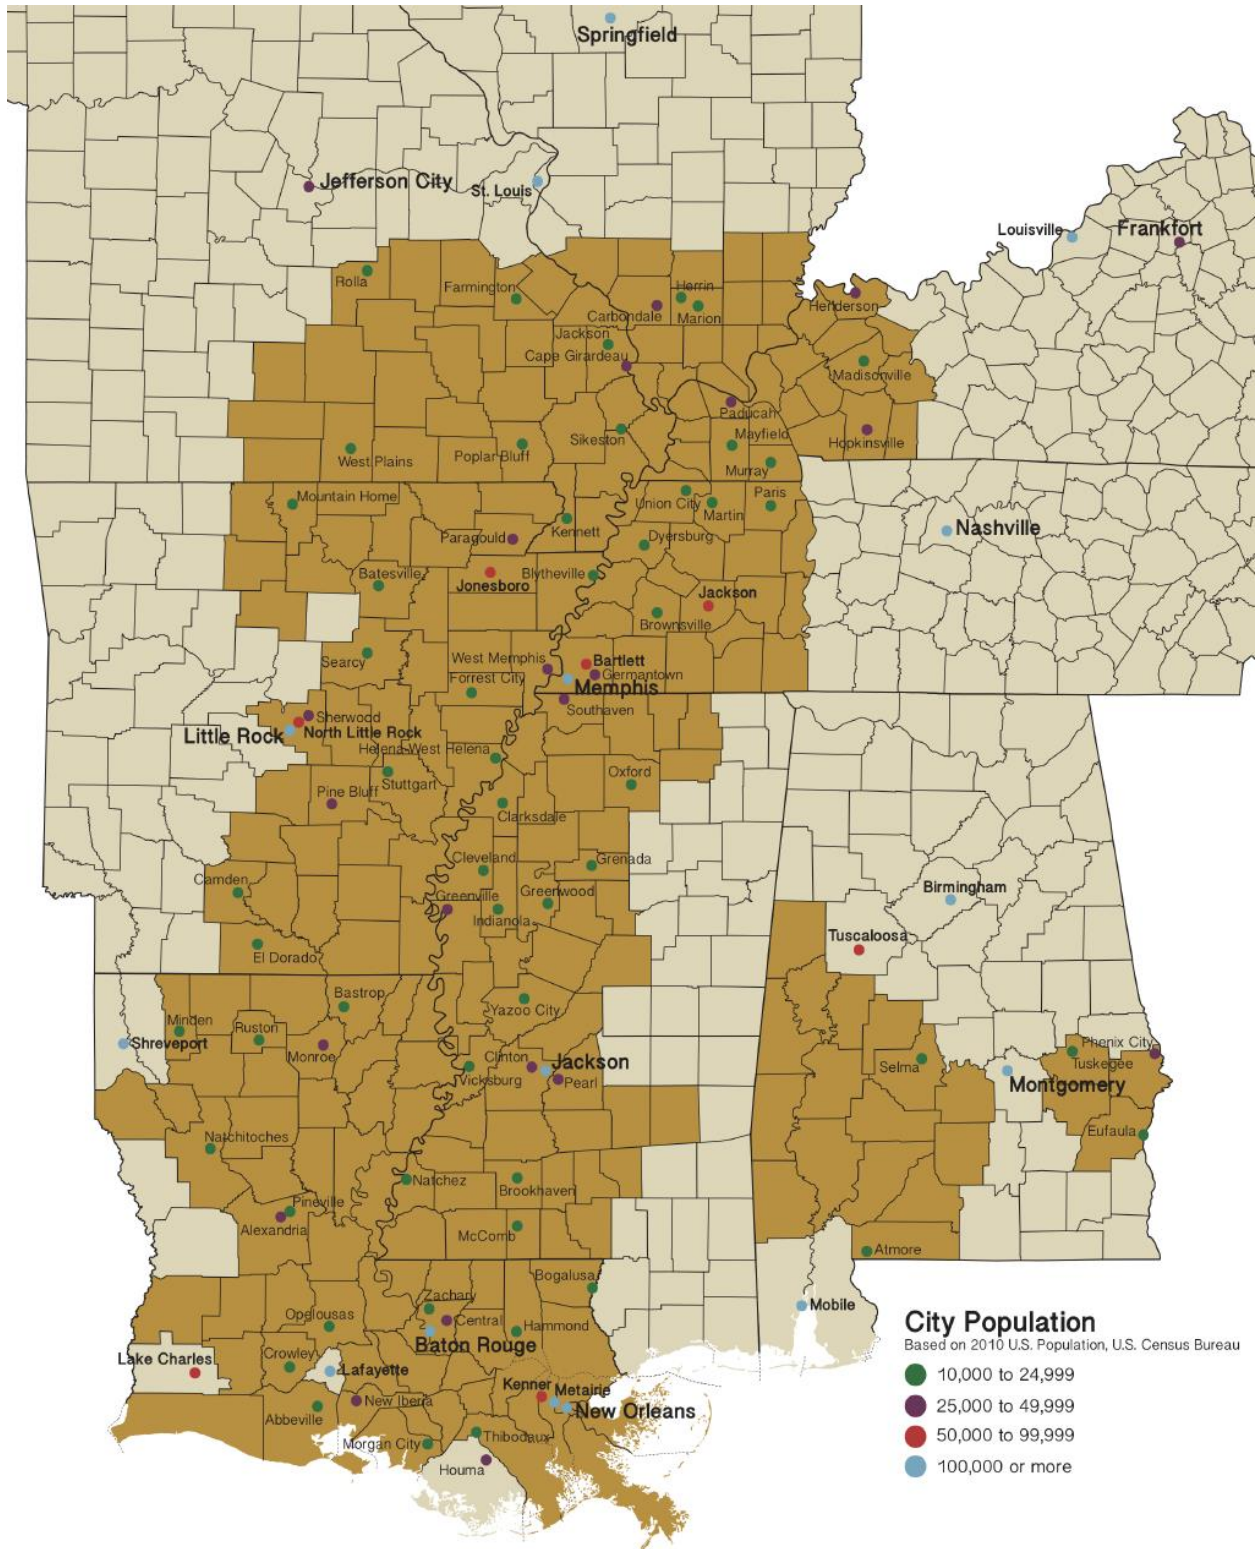 Springfield
Jefferson City
St. Louis
Louisville
Frankfort
Rolla
Farmington
Herrin
Henderson
Carbondale
Marion
Jackson
Cape Girardeau
Madisonville
Paducah
Sikeston
Mayfield
Hopkinsville
West Plains
Poplar Bluff
Murray
Mountain Home
Union City
Paris
Martin
Nashville
Kennett
Paragould
Dyersburg
Batesville
Jonesboro
Blytheville
Jackson
Brownsville
Searcy
West Memphis
Bartlett
Germantown
Forrest City
Memphis
Southaven
Sherwood
Little Rock
North Little Rock
Helena-West Helena
Oxford
Stuttgart
Pine Bluff
Clarksdale
Cleveland
Grenada
Camden
Greenville
Greenwood
Birmingham
Indianola
Tuscaloosa
El Dorado
Bastrop
Yazoo City
Minden
Ruston
Shreveport
Monroe
Clinton
Jackson
Phenix City
Vicksburg
Pearl
Selma
Tuskegee
Montgomery
Natchitoches
Eufaula
Natchez
Brookhaven
Pineville
Alexandria
McComb
Atmore
Bogalusa
Zachary
Mobile
Opelousas
Central
Hammond
Baton Rouge
Crowley
Lake Charles
Lafayette
Kenner
Metairie
New Iberia
New Orleans
Abbeville
Thibodaux
Morgan City
Houma
City Population
Based on 2010 U.S. Population, U.S. Census Bureau
10,000 to 24,999
25,000 to 49,999
50,000 to 99,999
100,000 or more